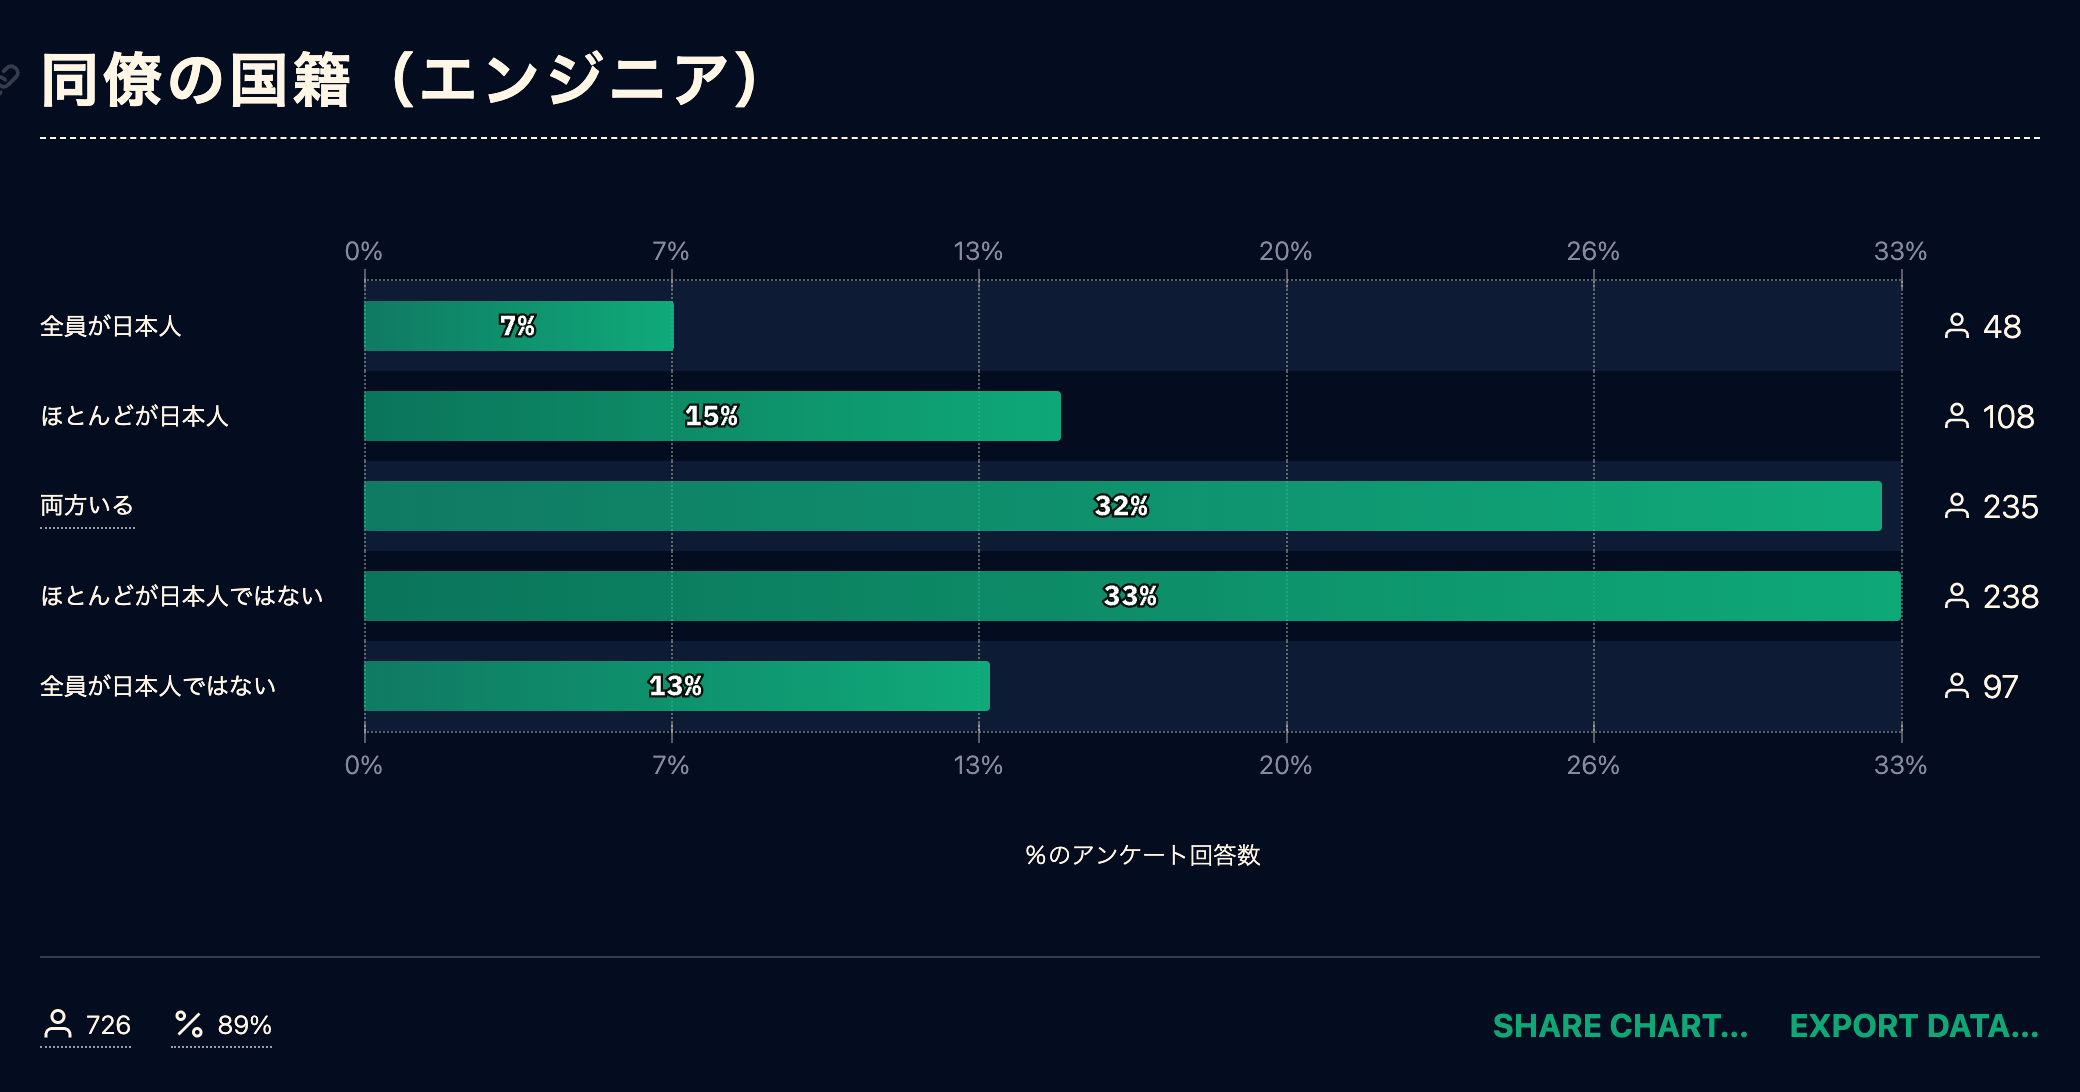 同僚の国籍（エンジニア）
0% 7% 13% 20% 26% 33%
全員が日本人 7% 48
ほとんどが日本人 15% 108
両方いる 32% 235
ほとんどが日本人ではない 33% 238
全員が日本人ではない 13% 97
0% 7% 13% 20% 26% 33%
%のアンケート回答数
726 89% SHARE CHART... EXPORT DATA...